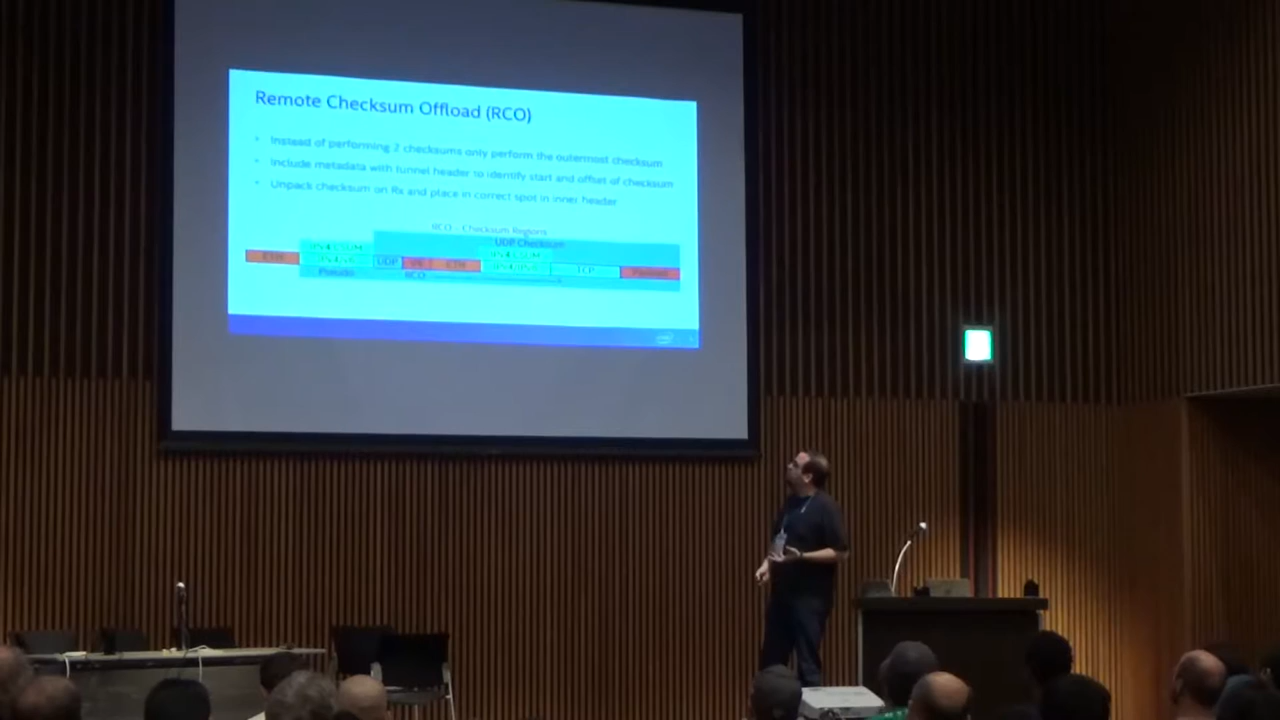 Remote Checksum Offload (RCO)
• Instead of performing 2 checksums only perform the outermost checksum
• Include metadata with tunnel header to identify start and offset of checksum
• Unpack checksum on Rx and place in correct spot in inner header
RCO - Checksum Regions
UDP Checksum
ETH UDP ETH TCP Payload
Pseudo RCO
intel